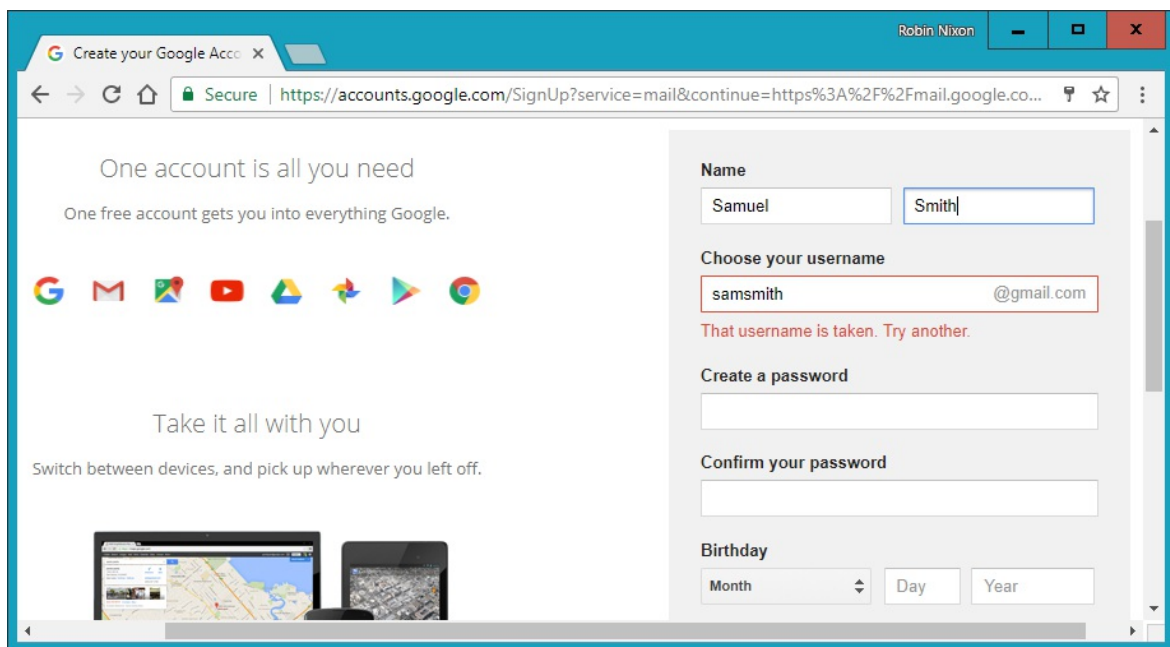 Robin Nixon
Create your Google Acco
Secure | https://accounts.google.com/SignUp?service=mail&continue=https%3A%2F%2Fmail.google.co...
One account is all you need
One free account gets you into everything Google.
Take it all with you
Switch between devices, and pick up wherever you left off.
Name
Samuel Smith
Choose your username
samsmith @gmail.com
That username is taken. Try another.
Create a password
Confirm your password
Birthday
Month Day Year